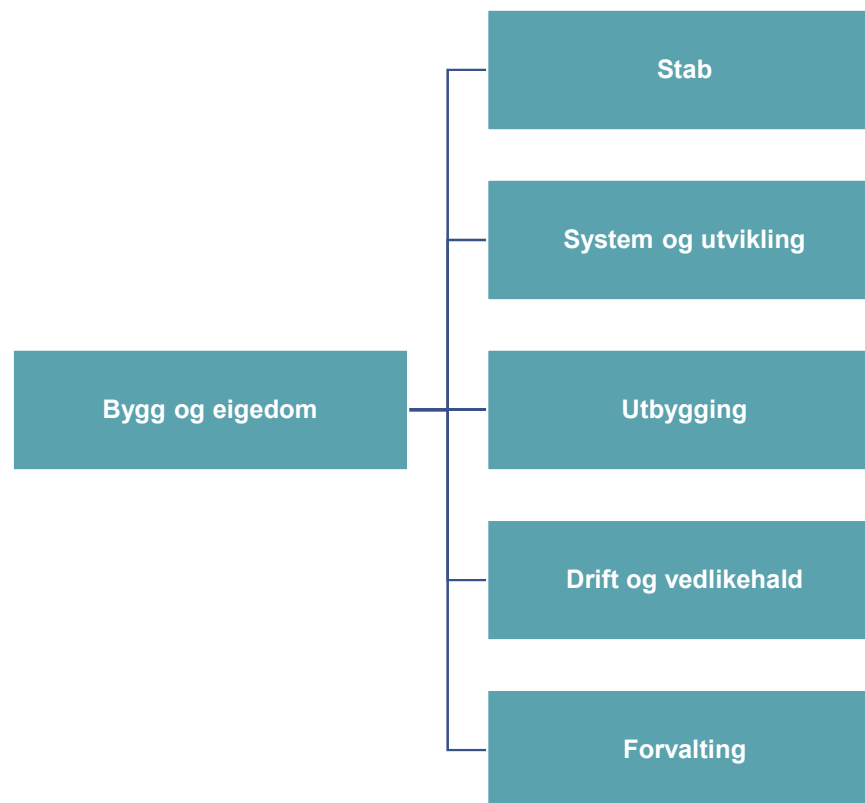 Stab
System og utvikling
Bygg og eigedom
Utbygging
Drift og vedlikehald
Forvalting